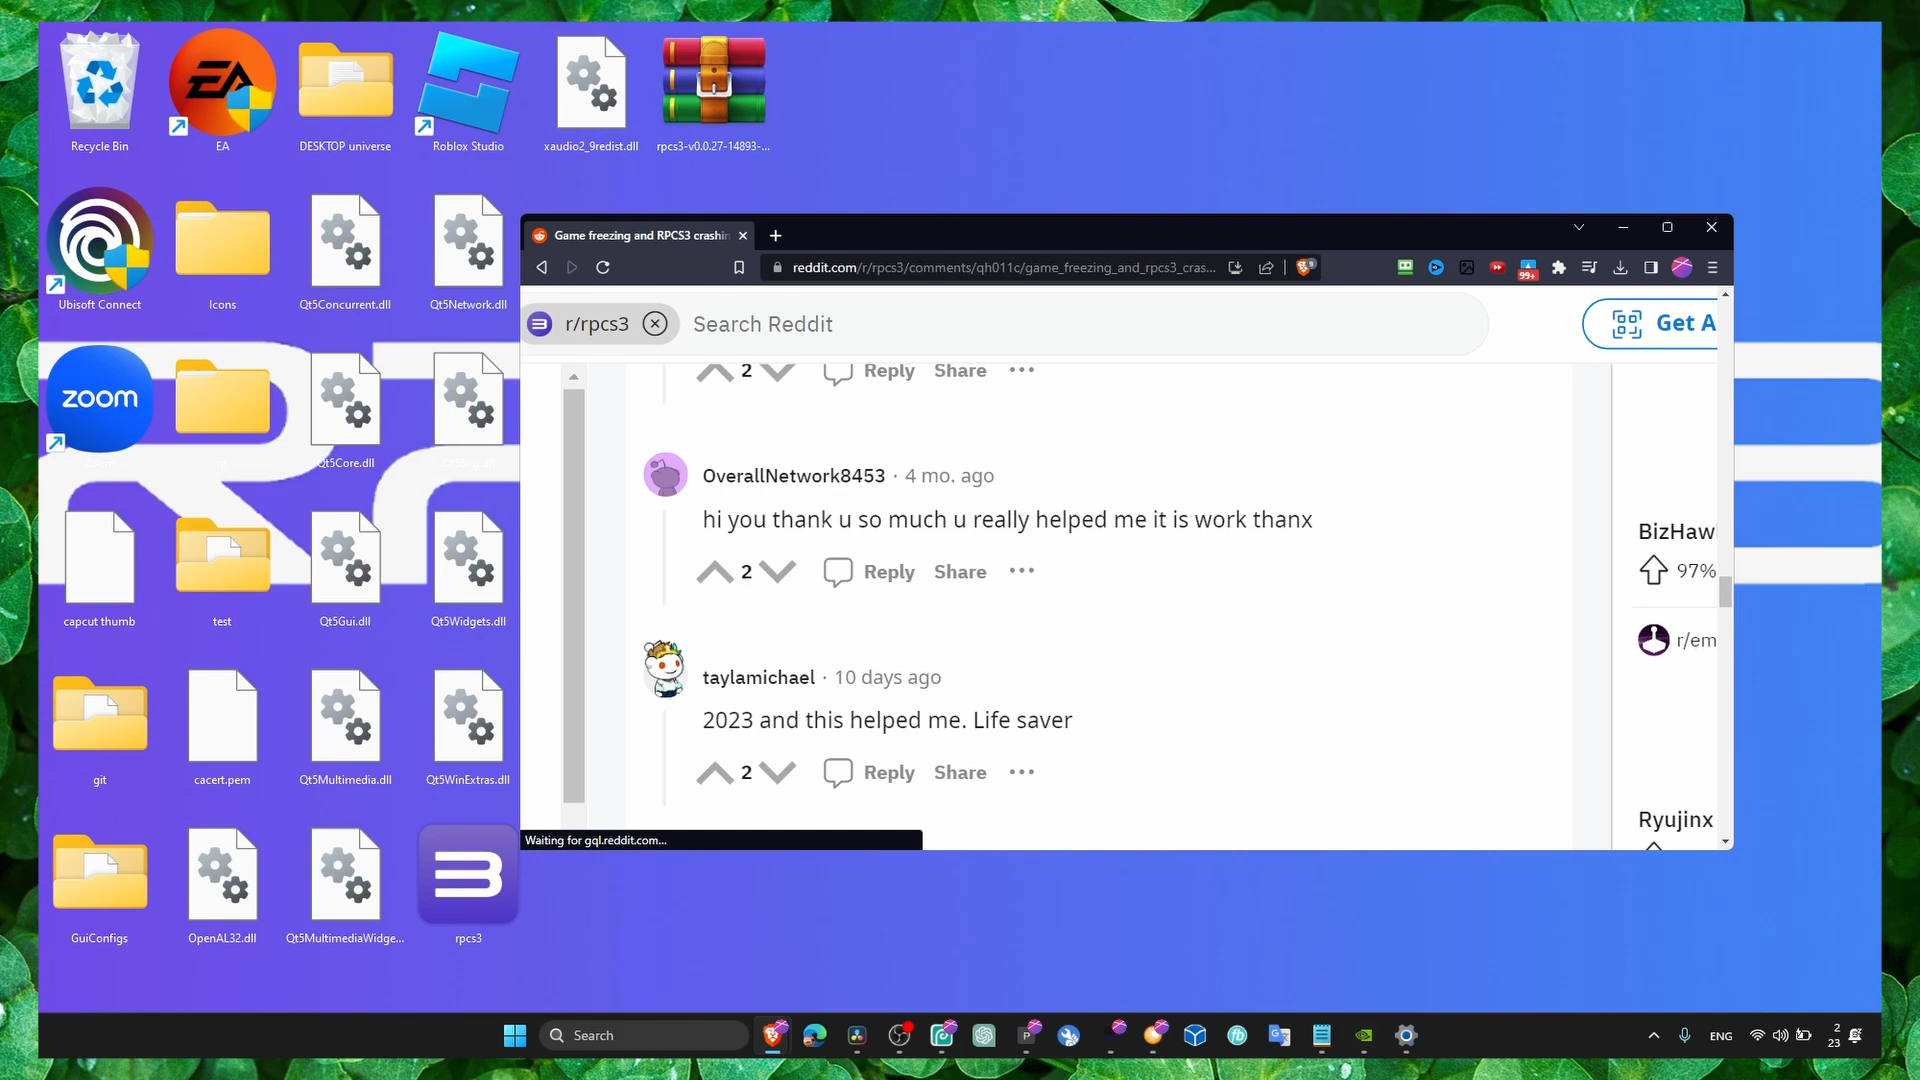 Recycle Bin
EA
DESKTOP universe
Roblox Studio
xaudio2_9redist.dll
rpcs3-v0.0.27-14893-...
Ubisoft Connect
Icons
Qt5Concurrent.dll
Qt5Network.dll
zoom
Qt5Core.dll
capcut thumb
test
Qt5Gui.dll
Qt5Widgets.dll
git
cacert.pem
Qt5Multimedia.dll
Qt5WinExtras.dll
GuiConfigs
OpenAL32.dll
Qt5MultimediaWidge...
rpcs3
Game freezing and RPCS3 crashin
reddit.com/r/rpcs3/comments/qh011c/game_freezing_and_rpcs3_cras...
9
99+
r/rpcs3
Search Reddit
Get A
2 Reply Share
OverallNetwork8453 · 4 mo. ago
hi you thank u so much u really helped me it is work thanx
2 Reply Share
taylamichael · 10 days ago
2023 and this helped me. Life saver
2 Reply Share
BizHaw
97%
r/em
Ryujinx
Waiting for gql.reddit.com...
Search
ENG
2
23